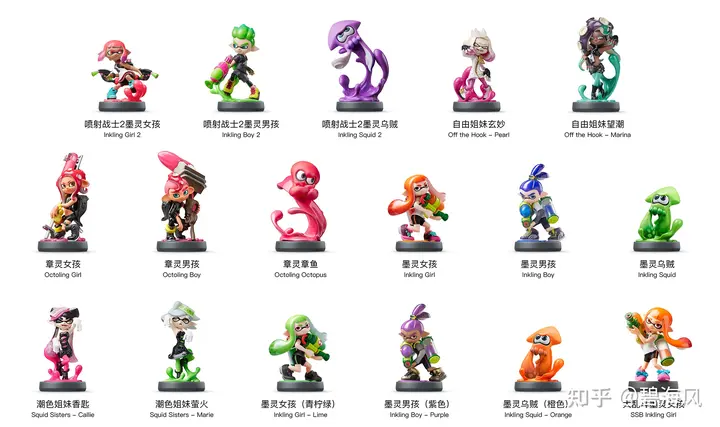 喷射战士2墨灵女孩
Inkling Girl 2
喷射战士2墨灵男孩
Inkling Boy 2
喷射战士2墨灵乌贼
Inkling Squid 2
自由姐妹玄妙
Off the Hook - Pearl
自由姐妹望潮
Off the Hook - Marina
章灵女孩
Octoling Girl
章灵男孩
Octoling Boy
章灵章鱼
Octoling Octopus
墨灵女孩
Inkling Girl
墨灵男孩
Inkling Boy
墨灵乌贼
Inkling Squid
潮色姐妹香匙
Squid Sisters - Callie
潮色姐妹萤火
Squid Sisters - Marie
墨灵女孩（青柠绿）
Inkling Girl - Lime
墨灵男孩（紫色）
Inkling Boy - Purple
墨灵乌贼（橙色）
Inkling Squid - Orange
大乱斗墨灵女孩
SSB Inkling Girl
知乎 @碧海风